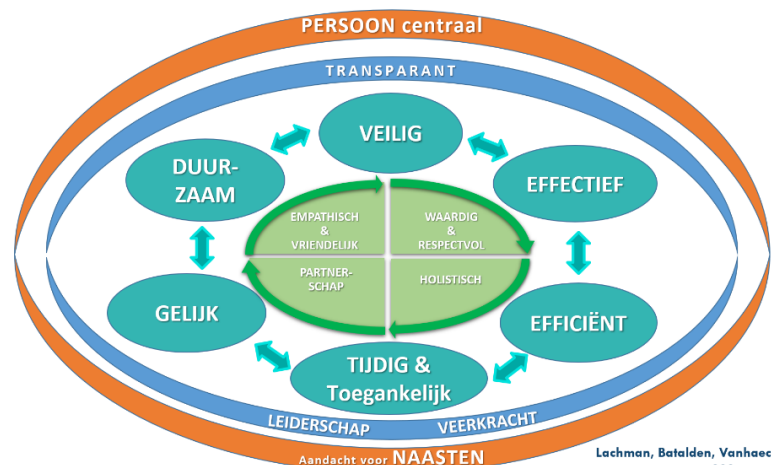 PERSOON centraal
TRANSPARANT
VEILIG
DUUR-
ZAAM
EFFECTIEF
EMPATHISCH
&
VRIENDELIJK
WAARDIG
&
RESPECTVOL
PARTNER-
SCHAP
HOLISTISCH
GELIJK
EFFICIËNT
TIJDIG &
Toegankelijk
LEIDERSCHAP
VEERKRACHT
Aandacht voor NAASTEN
Lachman, Batalden, Vanhaec